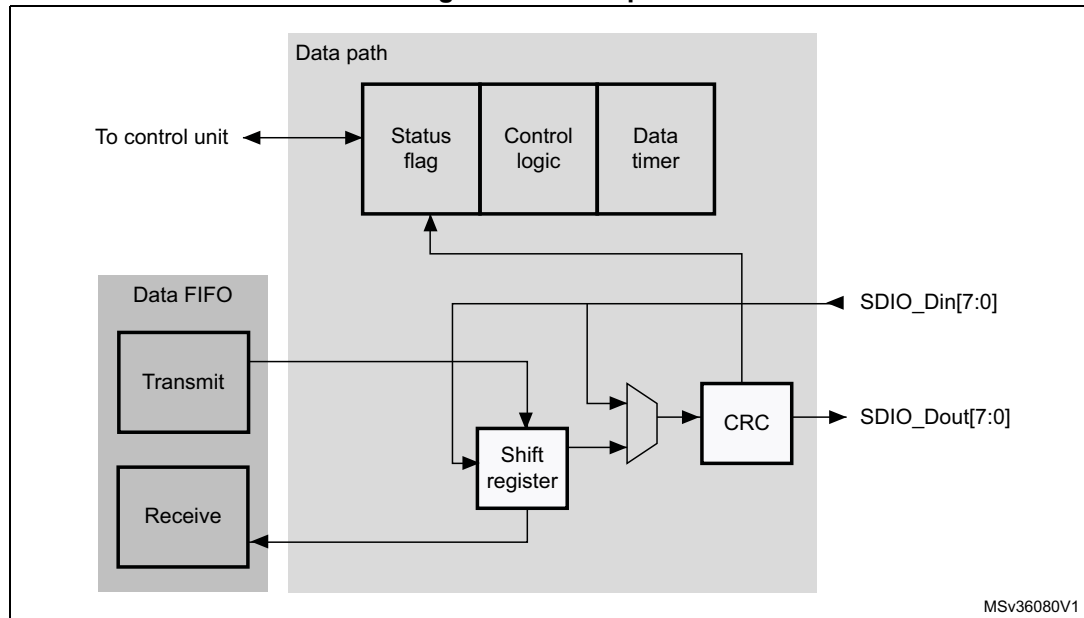 Data path
Status
flag
Control
logic
Data
timer
To control unit
Data FIFO
SDIO_Din[7:0]
Transmit
CRC
SDIO_Dout[7:0]
Shift
register
Receive
MSv36080V1